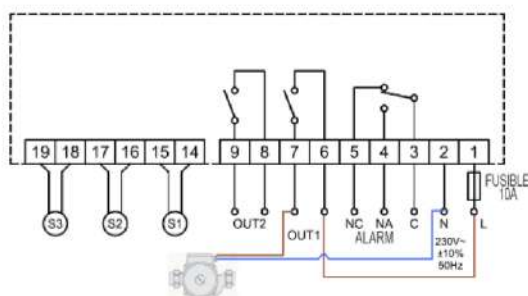 19 18 17 16 15 14 9 8 7 6 5 4 3 2 1
FUSIBLE
10A
S3 S2 S1 OUT2 OUT1 NC NA C N L
ALARM
230V~
±10%
50Hz